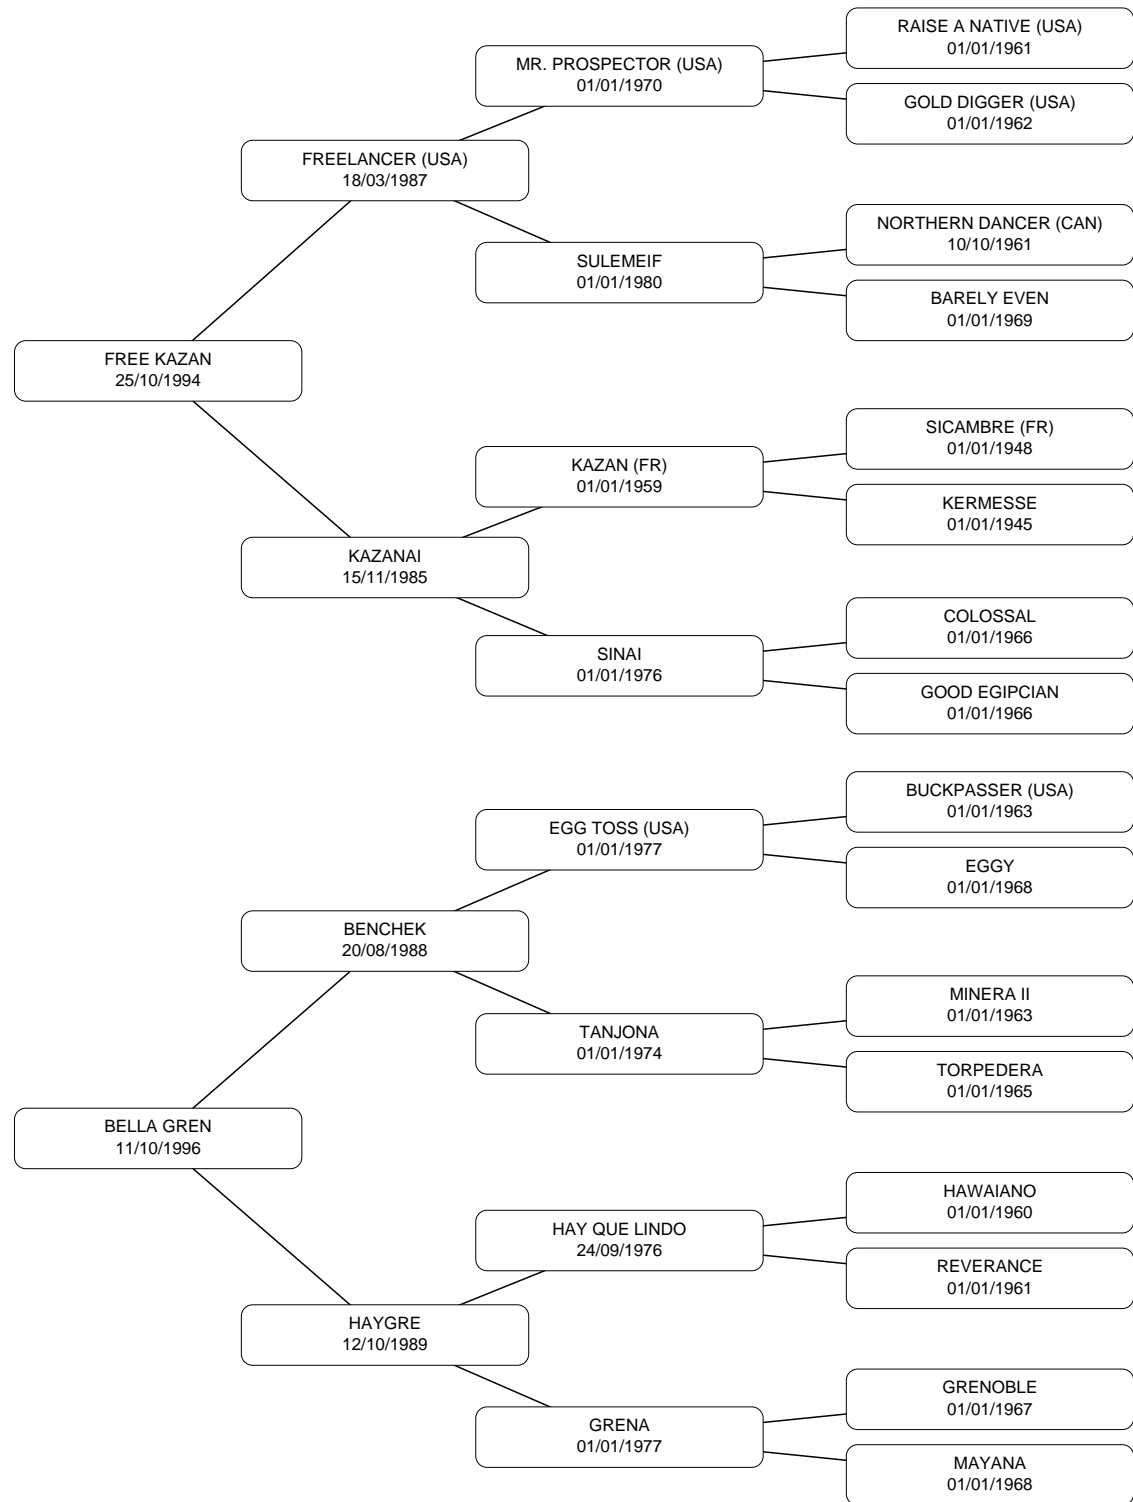 RAISE A NATIVE (USA)
01/01/1961
MR. PROSPECTOR (USA)
01/01/1970
GOLD DIGGER (USA)
01/01/1962
FREELANCER (USA)
18/03/1987
NORTHERN DANCER (CAN)
10/10/1961
SULEMEIF
01/01/1980
BARELY EVEN
01/01/1969
FREE KAZAN
25/10/1994
SICAMBRE (FR)
01/01/1948
KAZAN (FR)
01/01/1959
KERMESSE
01/01/1945
KAZANAI
15/11/1985
COLOSSAL
01/01/1966
SINAI
01/01/1976
GOOD EGIPCIAN
01/01/1966
BUCKPASSER (USA)
01/01/1963
EGG TOSS (USA)
01/01/1977
EGGY
01/01/1968
BENCHEK
20/08/1988
MINERA II
01/01/1963
TANJONA
01/01/1974
TORPEDERA
01/01/1965
BELLA GREN
11/10/1996
HAWAIANO
01/01/1960
HAY QUE LINDO
24/09/1976
REVERANCE
01/01/1961
HAYGRE
12/10/1989
GRENOBLE
01/01/1967
GRENA
01/01/1977
MAYANA
01/01/1968